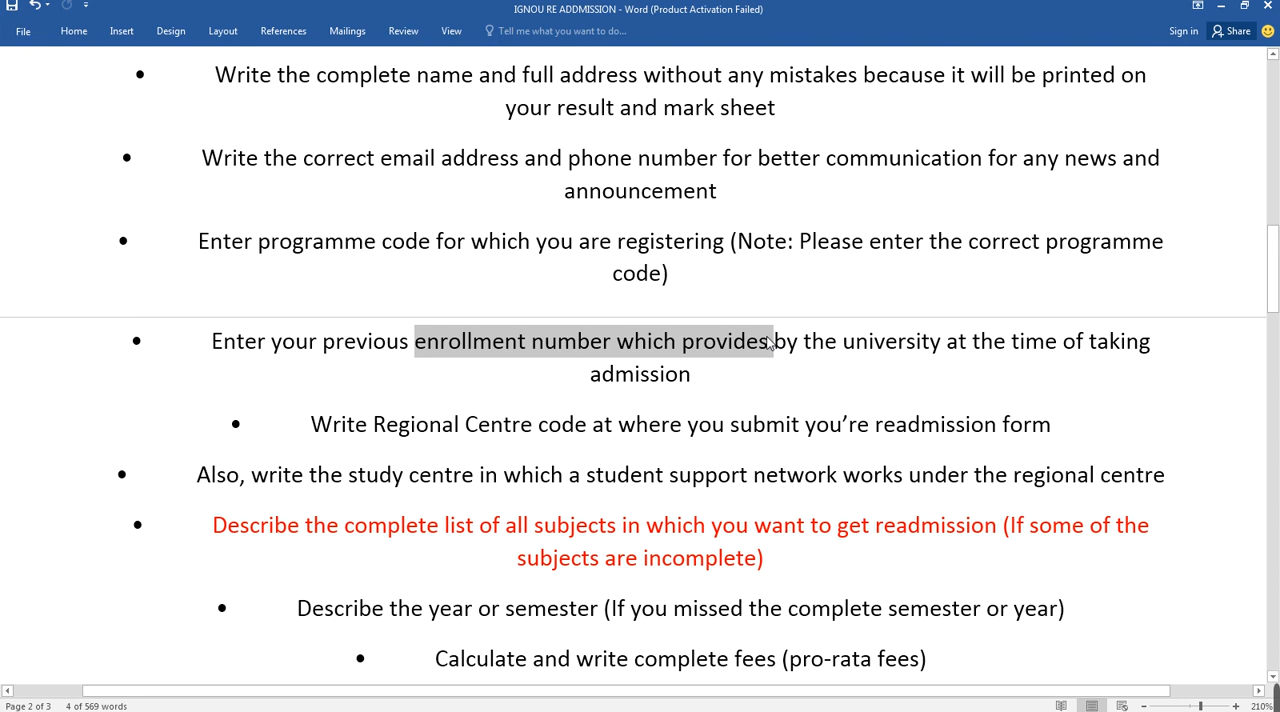 IGNOU RE ADDMISSION - Word (Product Activation Failed)
File Home Insert Design Layout References Mailings Review View Tell me what you want to do... Sign in Share
• Write the complete name and full address without any mistakes because it will be printed on
your result and mark sheet
• Write the correct email address and phone number for better communication for any news and
announcement
• Enter programme code for which you are registering (Note: Please enter the correct programme
code)
• Enter your previous enrollment number which provides by the university at the time of taking
admission
• Write Regional Centre code at where you submit you’re readmission form
• Also, write the study centre in which a student support network works under the regional centre
• Describe the complete list of all subjects in which you want to get readmission (If some of the
subjects are incomplete)
• Describe the year or semester (If you missed the complete semester or year)
• Calculate and write complete fees (pro-rata fees)
Page 2 of 3 4 of 569 words 210%